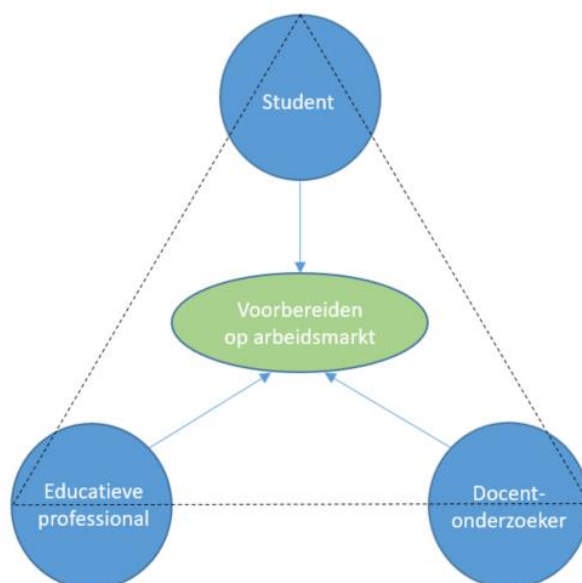 Student
Voorbereiden
op arbeidsmarkt
Educatieve
professional
Docent-
onderzoeker